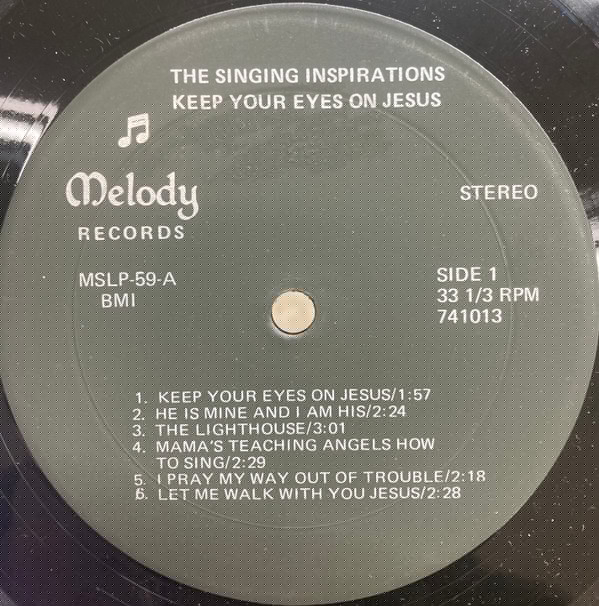 THE SINGING INSPIRATIONS
KEEP YOUR EYES ON JESUS
Melody
RECORDS
STEREO
MSLP-59-A
BMI
SIDE 1
33 1/3 RPM
741013
1. KEEP YOUR EYES ON JESUS/1:57
2. HE IS MINE AND I AM HIS/2:24
3. THE LIGHTHOUSE/3:01
4. MAMA'S TEACHING ANGELS HOW
TO SING/2:29
5. I PRAY MY WAY OUT OF TROUBLE/2:18
6. LET ME WALK WITH YOU JESUS/2:28